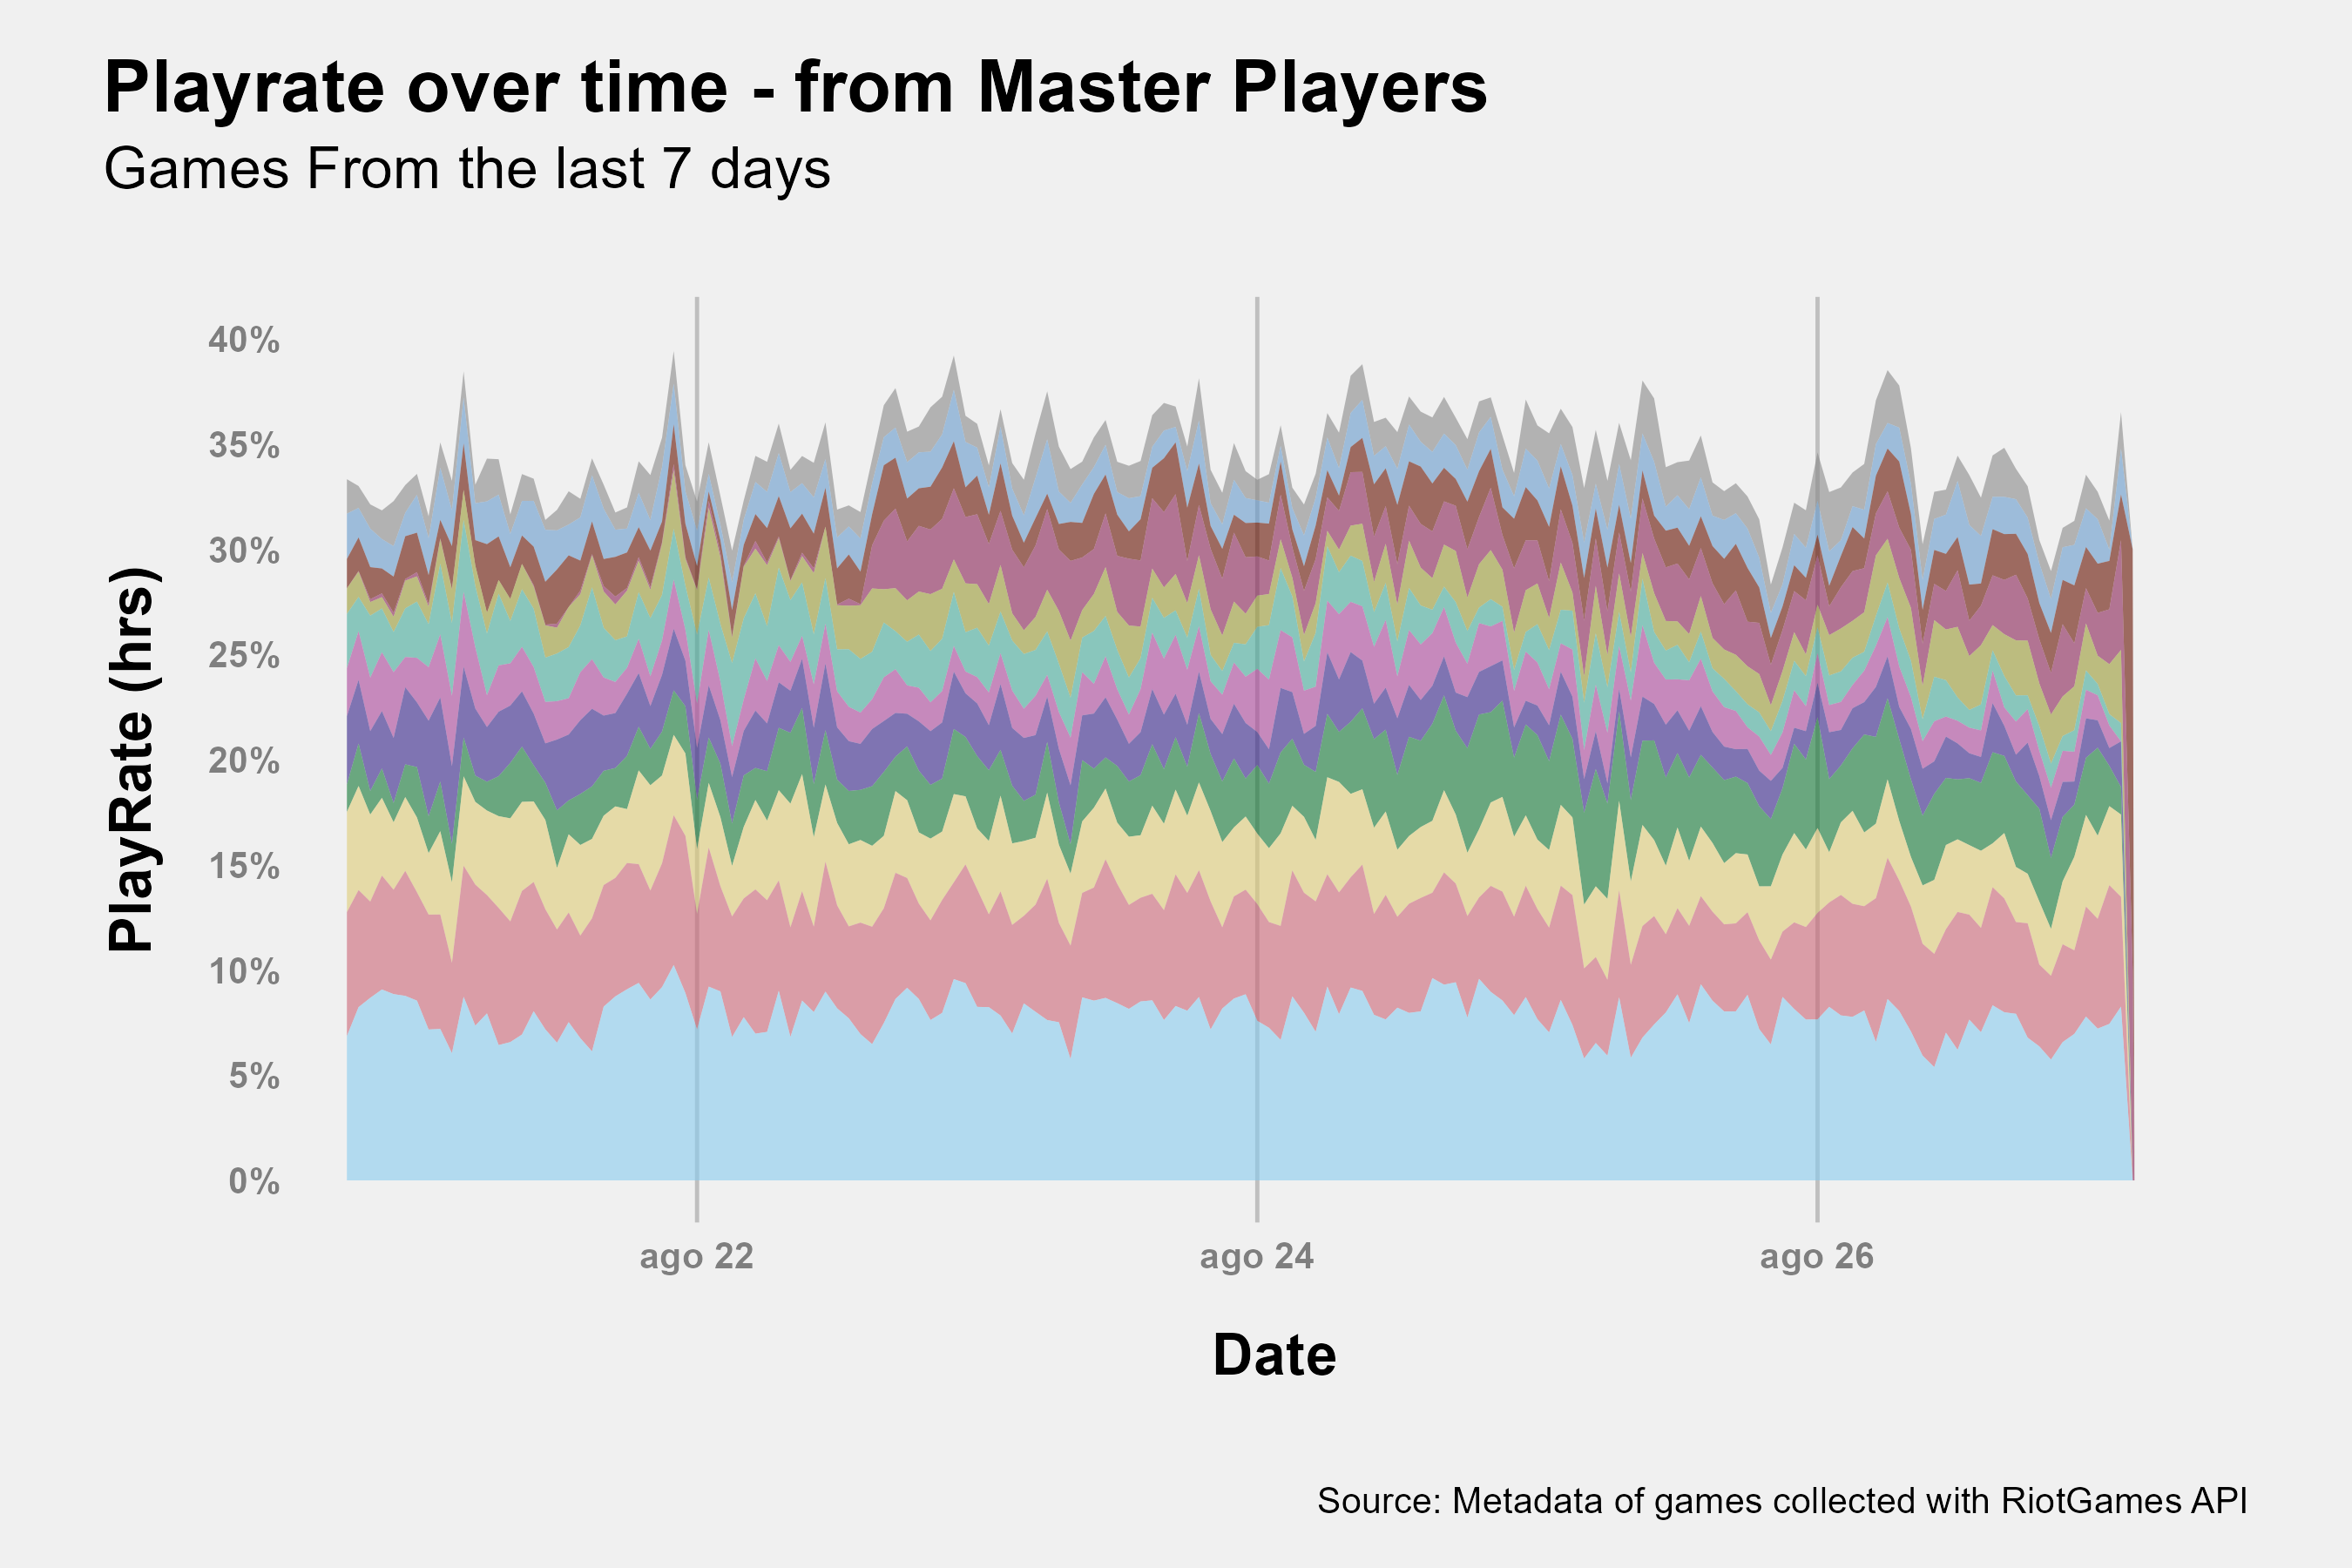 Playrate over time - from Master Players
Games From the last 7 days
40%
35%
30%
25%
20%
15%
10%
5%
0%
PlayRate (hrs)
ago 22
ago 24
ago 26
Date
Source: Metadata of games collected with RiotGames API